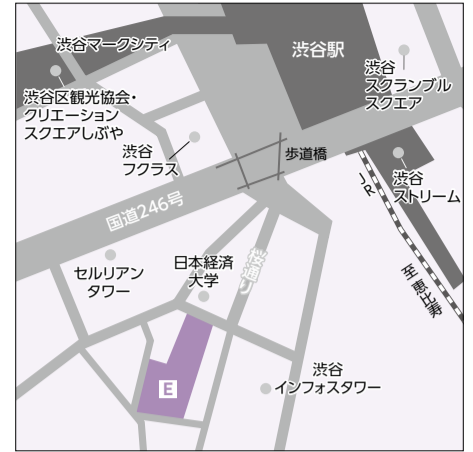 渋谷マークシティ
渋谷駅
渋谷
スクランブル
スクエア
渋谷区観光協会・
クリエーション
スクエアしぶや
渋谷
フクラス
歩道橋
渋谷
ストリーム
JR
至 恵比寿
国道246号
セルリアン
タワー
日本経済
大学
桜通り
E
渋谷
インフォスタワー